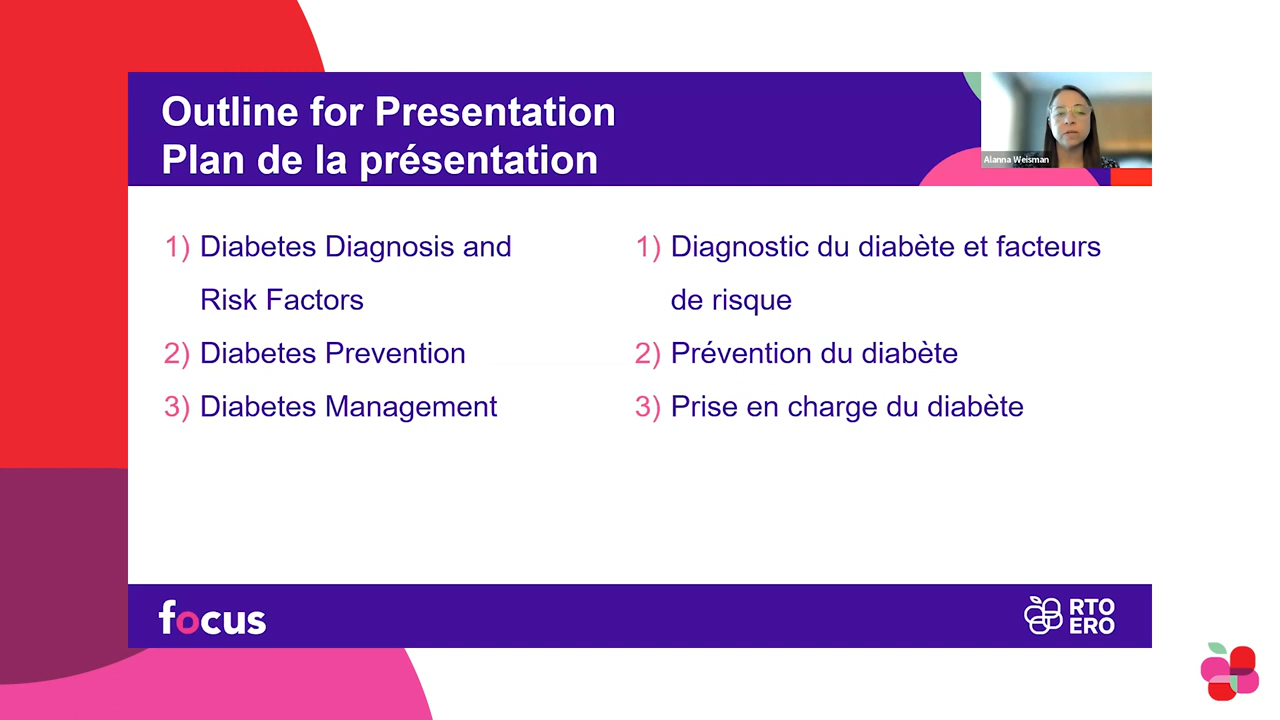 Outline for Presentation
Plan de la présentation
Alanna Weisman
1) Diabetes Diagnosis and
Risk Factors
2) Diabetes Prevention
3) Diabetes Management
1) Diagnostic du diabète et facteurs
de risque
2) Prévention du diabète
3) Prise en charge du diabète
focus
RTO
ERO